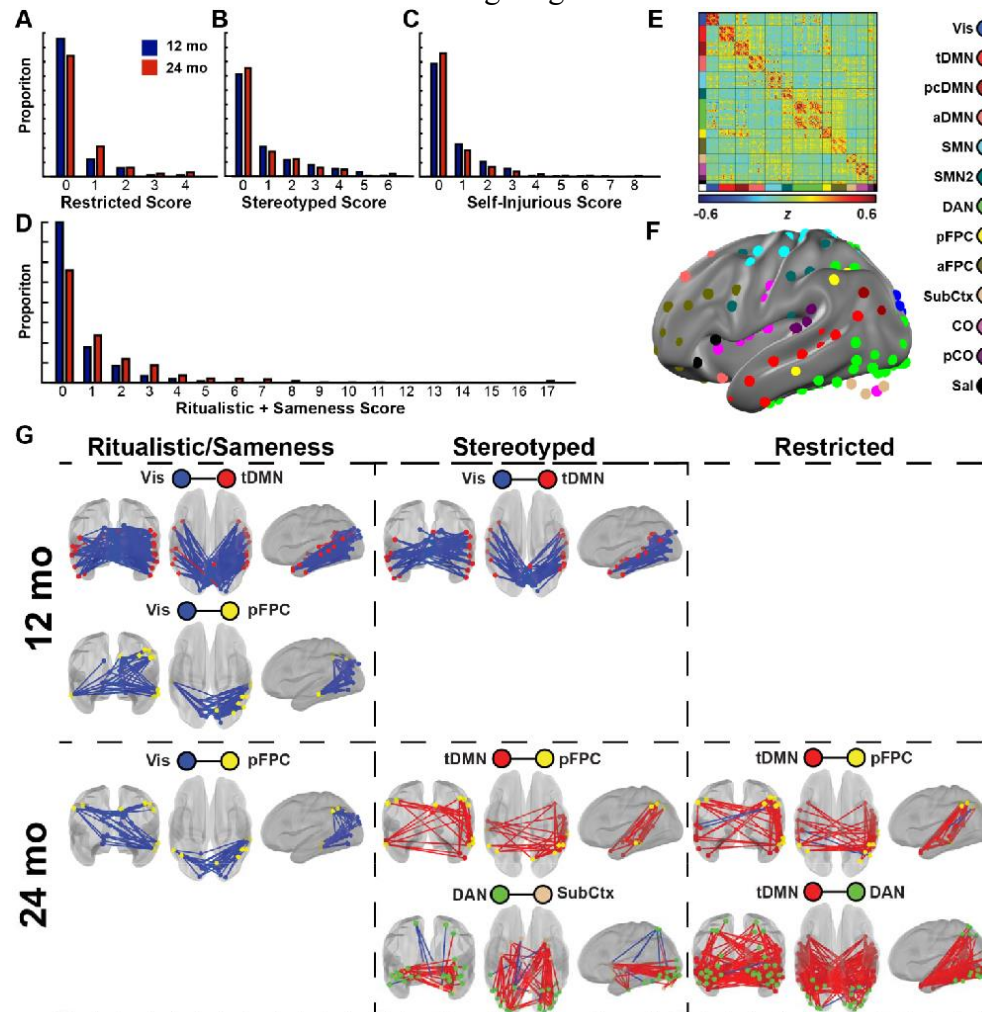 A
B
C
12 mo
24 mo
Proporiton
0 1 2 3 4
Restricted Score
0 1 2 3 4 5 6
Stereotyped Score
0 1 2 3 4 5 6 7 8
Self-Injurious Score
D
Proporiton
0 1 2 3 4 5 6 7 8 9 10 11 12 13 14 15 16 17
Ritualistic + Sameness Score
E
-0.6 z 0.6
F
Vis
tDMN
pcDMN
aDMN
SMN
SMN2
DAN
pFPC
aFPC
SubCtx
CO
pCO
Sal
G
Ritualistic/Sameness Stereotyped Restricted
12 mo
Vis tDMN
Vis tDMN
Vis pFPC
24 mo
Vis pFPC
tDMN pFPC
tDMN pFPC
DAN SubCtx
tDMN DAN